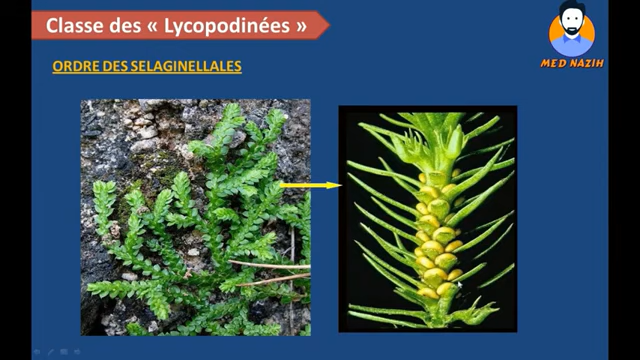 Classe des « Lycopodinées »
MED NAZIH
ORDRE DES SELAGINELLALES